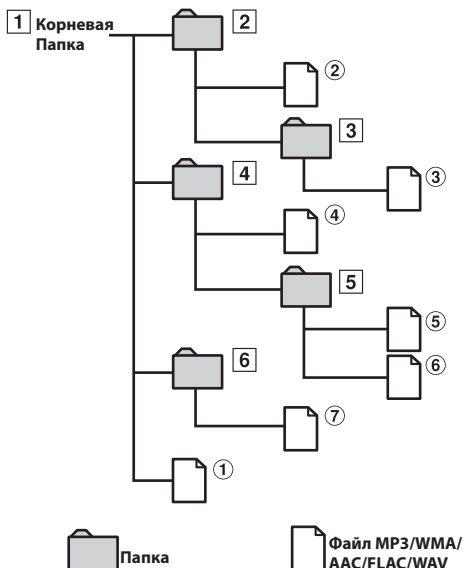 1 Корневая
Папка
2
②
3
③
4
④
5
⑤
⑥
6
⑦
①
Папка
Файл MP3/WMA/
AAC/FLAC/WAV